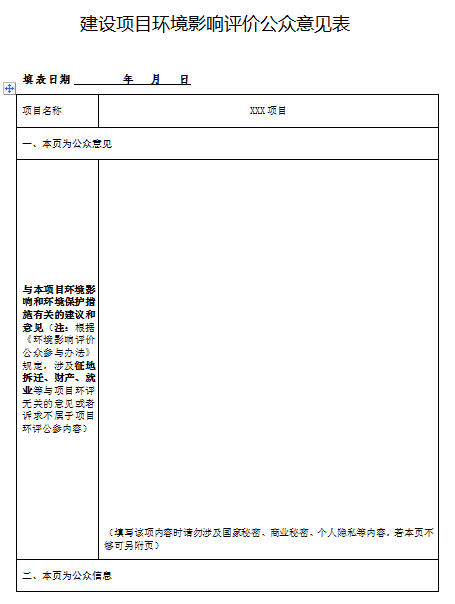 建设项目环境影响评价公众意见表
填表日期 年 月 日
项目名称
XXX 项目
一、本页为公众意见
与本项目环境影
响和环境保护措
施有关的建议和
意见（注：根据
《环境影响评价
公众参与办法》
规定，涉及征地
拆迁、财产、就
业等与项目环评
无关的意见或者
诉求不属于项目
环评公参内容）
（填写该项内容时请勿涉及国家秘密、商业秘密、个人隐私等内容，若本页不
够可另附页）
二、本页为公众信息